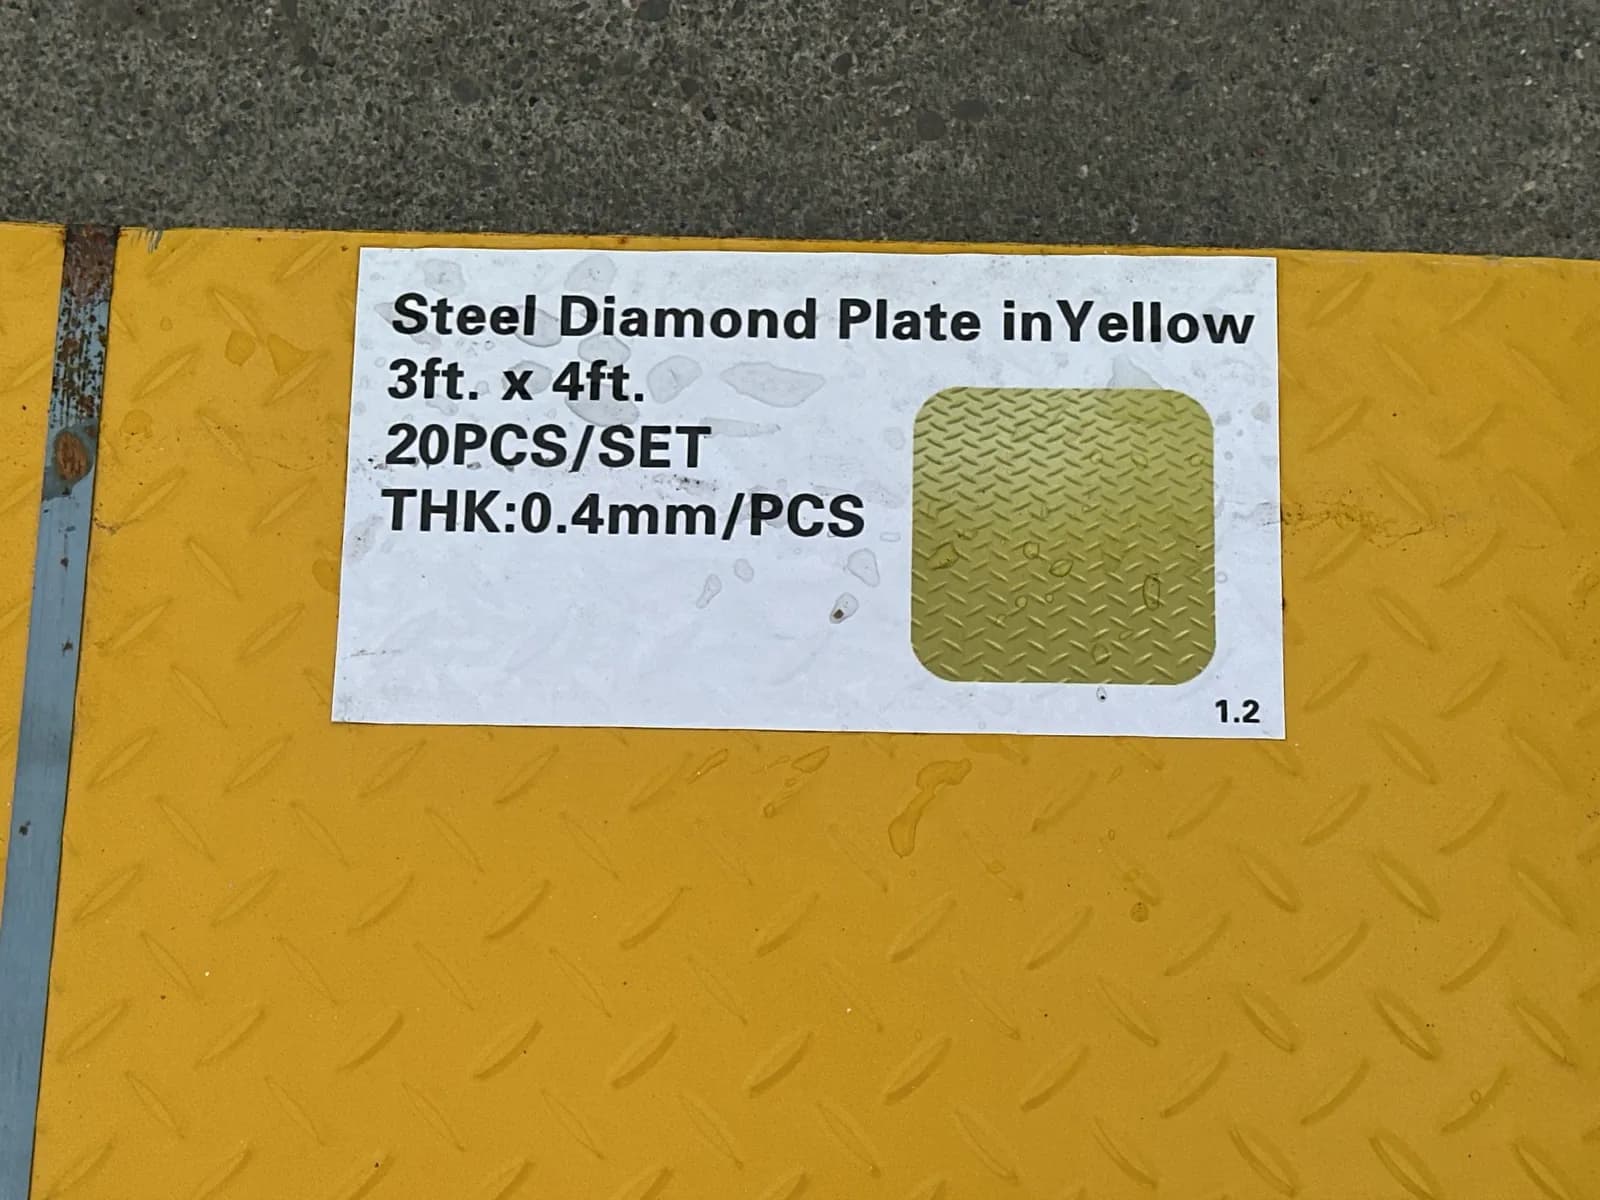 Steel Diamond Plate inYellow
3ft. x 4ft.
20PCS/SET
THK:0.4mm/PCS
1.2